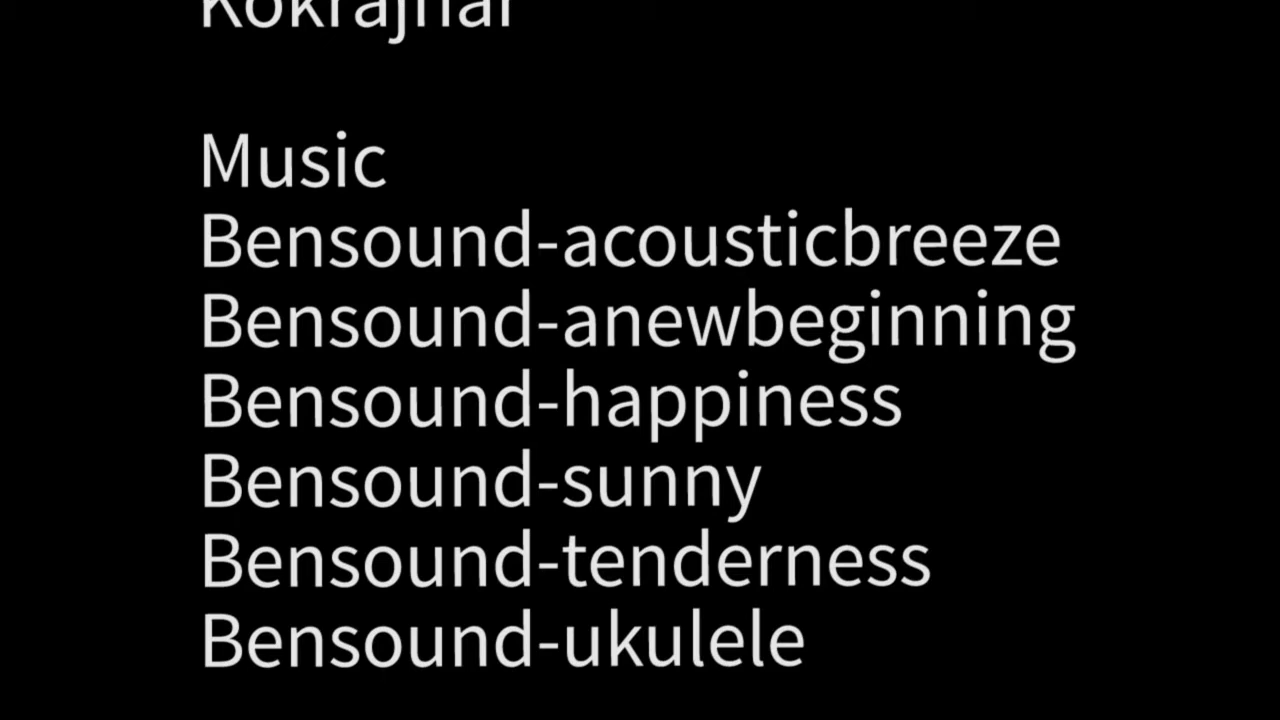 Kokrajhar
Music
Bensound-acousticbreeze
Bensound-anewbeginning
Bensound-happiness
Bensound-sunny
Bensound-tenderness
Bensound-ukulele